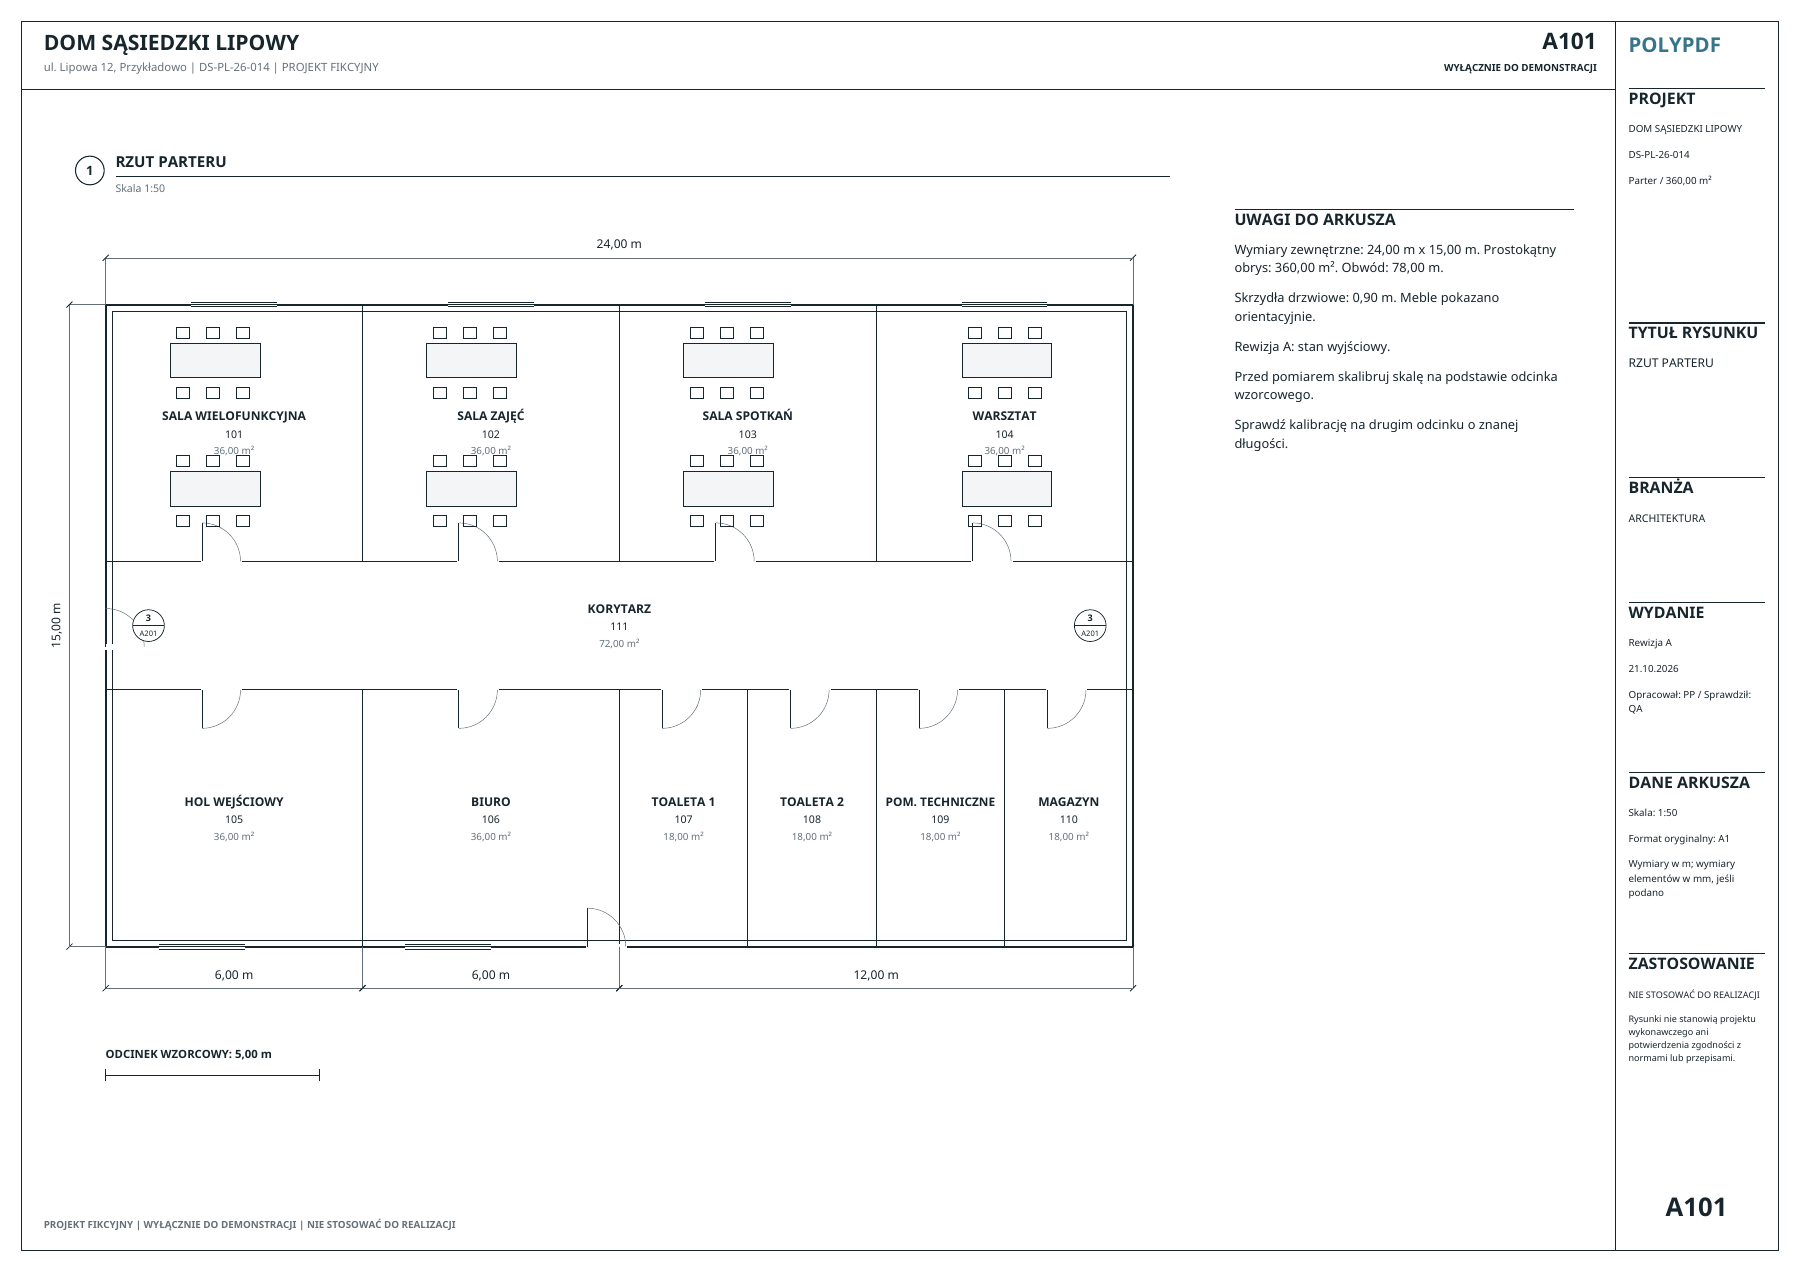 DOM SĄSIEDZKI LIPOWY
ul. Lipowa 12, Przykładowo | DS-PL-26-014 | PROJEKT FIKCYJNY
A101
WYŁĄCZNIE DO DEMONSTRACJI
1
RZUT PARTERU
Skala 1:50
24,00 m
15,00 m
SALA WIELOFUNKCYJNA
101
36,00 m²
SALA ZAJĘĆ
102
36,00 m²
SALA SPOTKAŃ
103
36,00 m²
WARSZTAT
104
36,00 m²
3
A201
KORYTARZ
111
72,00 m²
3
A201
HOL WEJŚCIOWY
105
36,00 m²
BIURO
106
36,00 m²
TOALETA 1
107
18,00 m²
TOALETA 2
108
18,00 m²
POM. TECHNICZNE
109
18,00 m²
MAGAZYN
110
18,00 m²
6,00 m
6,00 m
12,00 m
ODCINEK WZORCOWY: 5,00 m
UWAGI DO ARKUSZA
Wymiary zewnętrzne: 24,00 m x 15,00 m. Prostokątny
obrys: 360,00 m². Obwód: 78,00 m.
Skrzydła drzwiowe: 0,90 m. Meble pokazano
orientacyjnie.
Rewizja A: stan wyjściowy.
Przed pomiarem skalibruj skalę na podstawie odcinka
wzorcowego.
Sprawdź kalibrację na drugim odcinku o znanej
długości.
POLYPDF
PROJEKT
DOM SĄSIEDZKI LIPOWY
DS-PL-26-014
Parter / 360,00 m²
TYTUŁ RYSUNKU
RZUT PARTERU
BRANŻA
ARCHITEKTURA
WYDANIE
Rewizja A
21.10.2026
Opracował: PP / Sprawdził:
QA
DANE ARKUSZA
Skala: 1:50
Format oryginalny: A1
Wymiary w m; wymiary
elementów w mm, jeśli
podano
ZASTOSOWANIE
NIE STOSOWAĆ DO REALIZACJI
Rysunki nie stanowią projektu
wykonawczego ani
potwierdzenia zgodności z
normami lub przepisami.
A101
PROJEKT FIKCYJNY | WYŁĄCZNIE DO DEMONSTRACJI | NIE STOSOWAĆ DO REALIZACJI